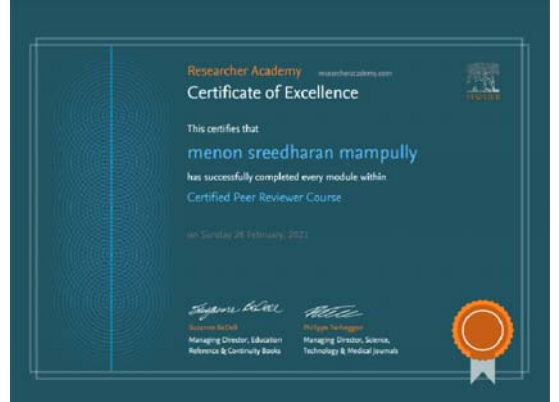 Researcher Academy researcheracademy.com
Certificate of Excellence
ELSEVIER
This certifies that
menon sreedharan mampully
has successfully completed every module within
Certified Peer Reviewer Course
on Sunday 28 February, 2021
Suzanne BeDell
Philippe Terheggen
Managing Director, Education
Reference & Continuity Books
Managing Director, Science,
Technology & Medical Journals